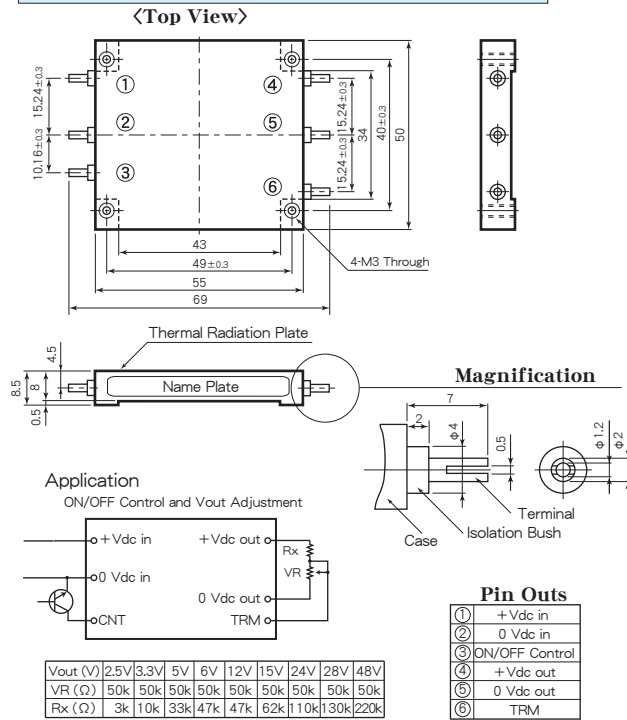 〈Top View〉
① ② ③ ④ ⑤ ⑥
15.24±0.3
10.16±0.3
15.24±0.3
15.24±0.3
34
40±0.3
50
43
49±0.3
55
69
4-M3 Through
Thermal Radiation Plate
4.5
8.5
8
0.5
Name Plate
Magnification
7
2
φ4
0.5
φ1.2
φ2
Terminal
Isolation Bush
Case
Application
ON/OFF Control and Vout Adjustment
+Vdc in
+Vdc out
Rx
VR
0 Vdc in
0 Vdc out
CNT
TRM
Vout (V) 2.5V 3.3V 5V 6V 12V 15V 24V 28V 48V
VR (Ω) 50k 50k 50k 50k 50k 50k 50k 50k 50k
Rx (Ω) 3k 10k 33k 47k 47k 62k 110k 130k 220k
Pin Outs
① +Vdc in
② 0 Vdc in
③ ON/OFF Control
④ +Vdc out
⑤ 0 Vdc out
⑥ TRM